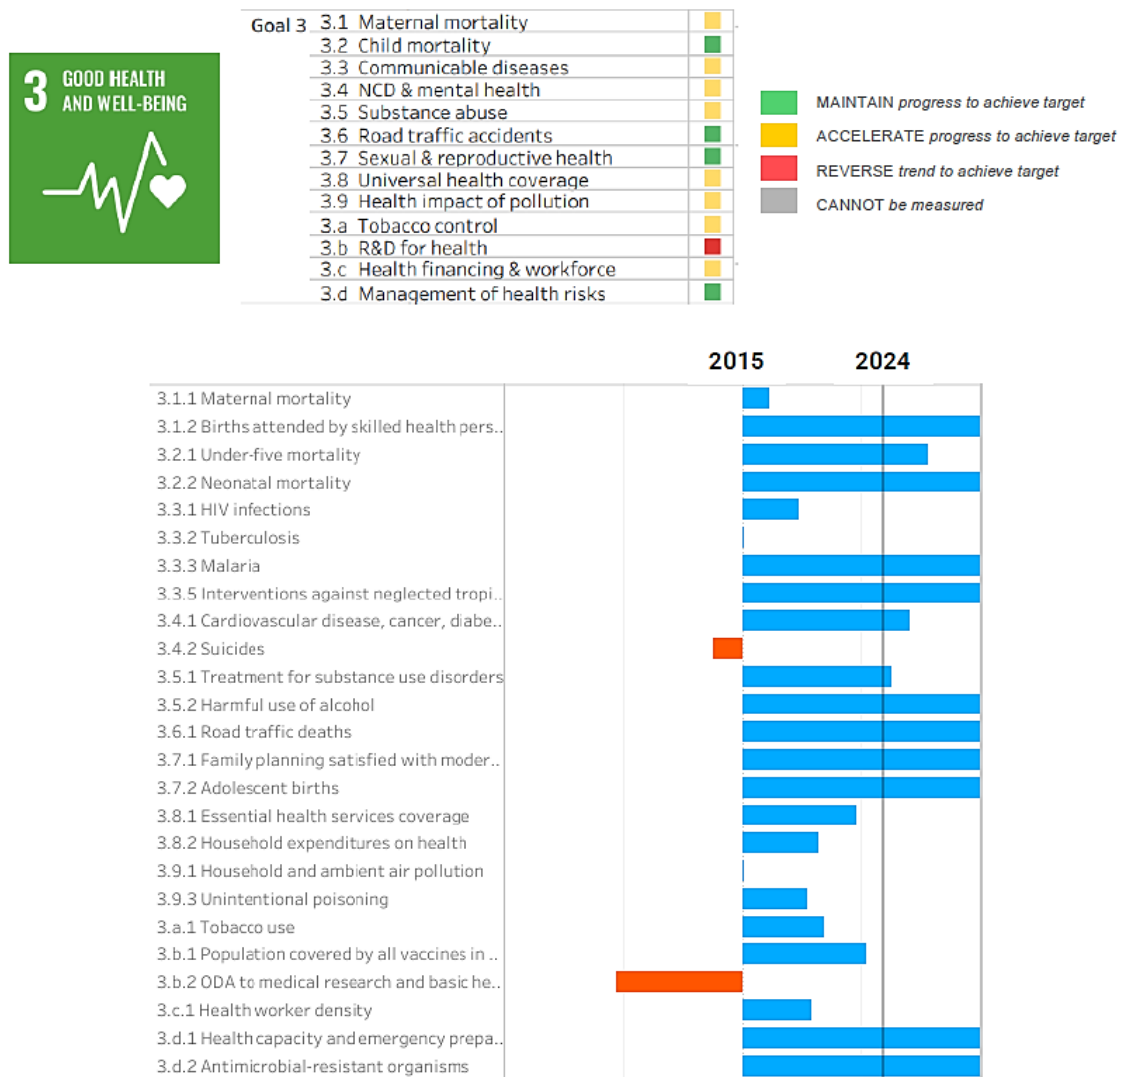 3 GOOD HEALTH
AND WELL-BEING
Goal 3 3.1 Maternal mortality
3.2 Child mortality
3.3 Communicable diseases
3.4 NCD & mental health
3.5 Substance abuse
3.6 Road traffic accidents
3.7 Sexual & reproductive health
3.8 Universal health coverage
3.9 Health impact of pollution
3.a Tobacco control
3.b R&D for health
3.c Health financing & workforce
3.d Management of health risks
MAINTAIN progress to achieve target
ACCELERATE progress to achieve target
REVERSE trend to achieve target
CANNOT be measured
2015 2024
3.1.1 Maternal mortality
3.1.2 Births attended by skilled health pers..
3.2.1 Under-five mortality
3.2.2 Neonatal mortality
3.3.1 HIV infections
3.3.2 Tuberculosis
3.3.3 Malaria
3.3.5 Interventions against neglected tropi..
3.4.1 Cardiovascular disease, cancer, diabe..
3.4.2 Suicides
3.5.1 Treatment for substance use disorders
3.5.2 Harmful use of alcohol
3.6.1 Road traffic deaths
3.7.1 Family planning satisfied with moder..
3.7.2 Adolescent births
3.8.1 Essential health services coverage
3.8.2 Household expenditures on health
3.9.1 Household and ambient air pollution
3.9.3 Unintentional poisoning
3.a.1 Tobacco use
3.b.1 Population covered by all vaccines in ..
3.b.2 ODA to medical research and basic he..
3.c.1 Health worker density
3.d.1 Health capacity and emergency prepa..
3.d.2 Antimicrobial-resistant organisms